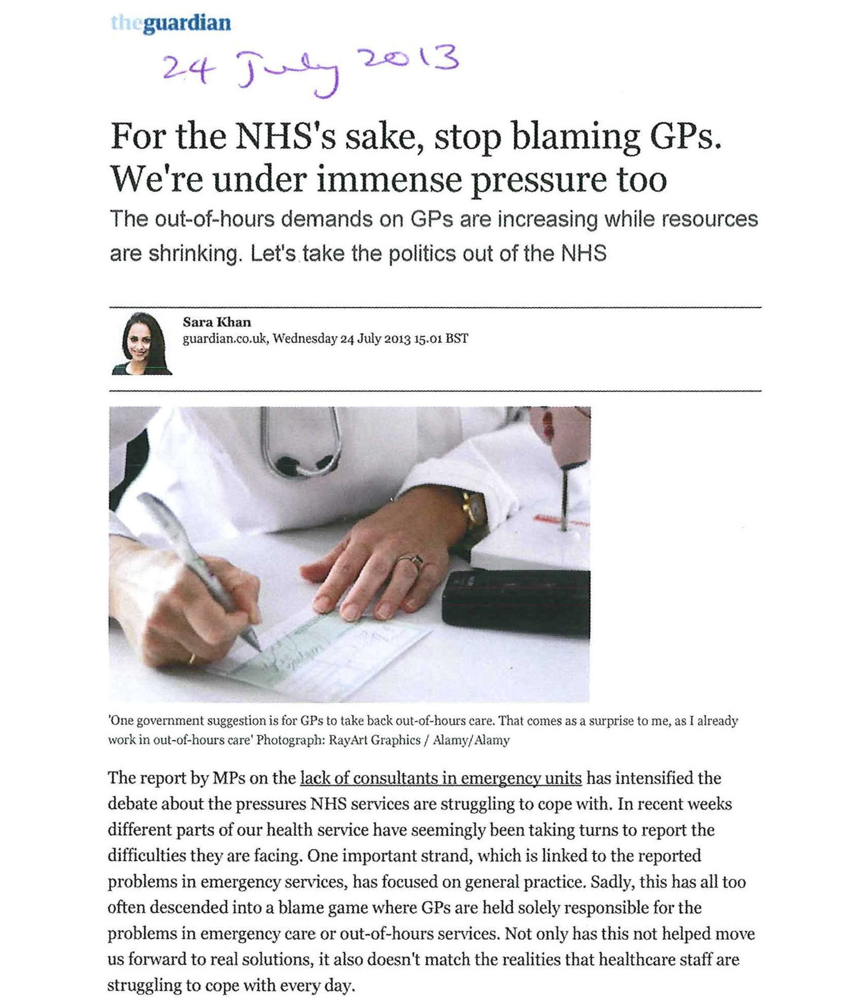 theguardian
24 July 2013
For the NHS's sake, stop blaming GPs.
We're under immense pressure too
The out-of-hours demands on GPs are increasing while resources
are shrinking. Let's take the politics out of the NHS
Sara Khan
guardian.co.uk, Wednesday 24 July 2013 15.01 BST
'One government suggestion is for GPs to take back out-of-hours care. That comes as a surprise to me, as I already
work in out-of-hours care' Photograph: RayArt Graphics / Alamy/Alamy
The report by MPs on the lack of consultants in emergency units has intensified the
debate about the pressures NHS services are struggling to cope with. In recent weeks
different parts of our health service have seemingly been taking turns to report the
difficulties they are facing. One important strand, which is linked to the reported
problems in emergency services, has focused on general practice. Sadly, this has all too
often descended into a blame game where GPs are held solely responsible for the
problems in emergency care or out-of-hours services. Not only has this not helped move
us forward to real solutions, it also doesn't match the realities that healthcare staff are
struggling to cope with every day.